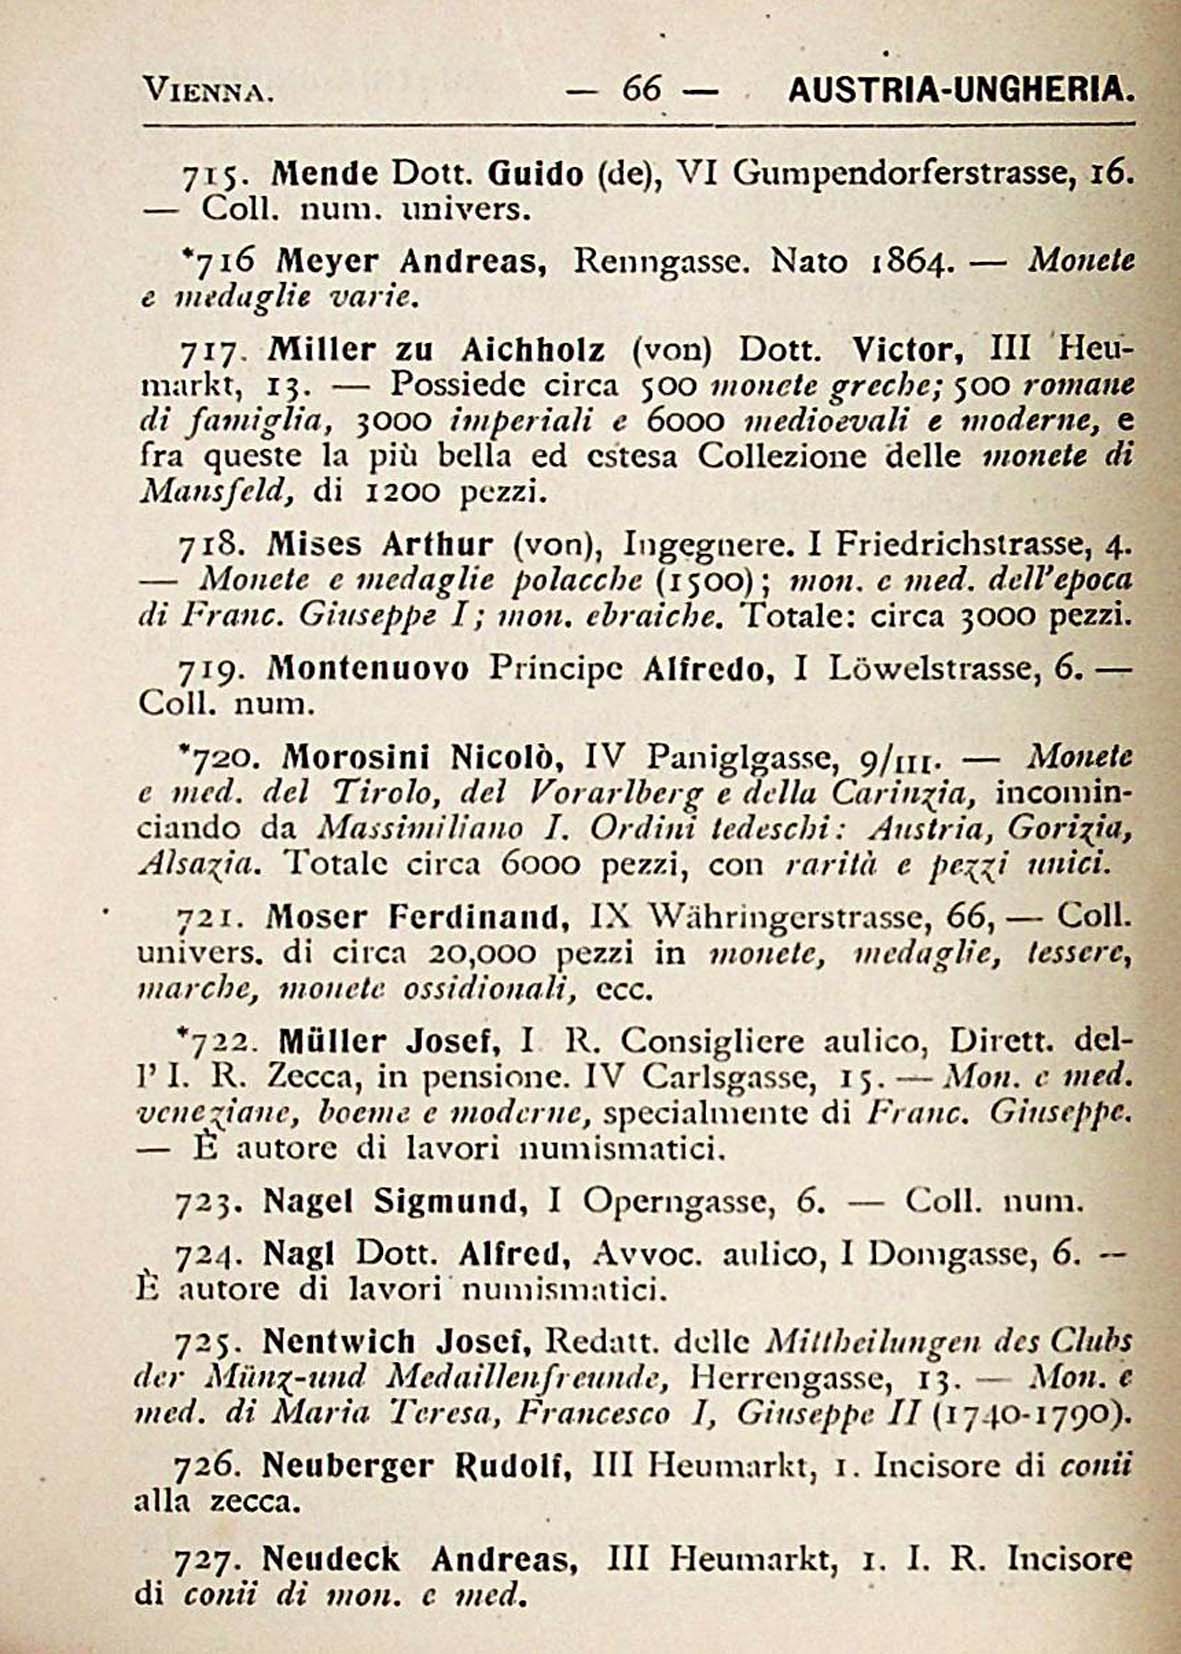 VIENNA. — 66 — AUSTRIA-UNGHERIA.
715. Mende Dott. Guido (de), VI Gumpendorferstrasse, 16.
— Coll. num. univers.
*716 Meyer Andreas, Renngasse. Nato 1864. — Monete
e medaglie varie.
717. Miller zu Aichholz (von) Dott. Victor, III Heu-
markt, 13. — Possiede circa 500 monete greche; 500 romane
di famiglia, 3000 imperiali e 6000 medioevali e moderne, e
fra queste la più bella ed estesa Collezione delle monete di
Mansfeld, di 1200 pezzi.
718. Mises Arthur (von), Ingegnere. I Friedrichstrasse, 4.
— Monete e medaglie polacche (1500); mon. e med. dell'epoca
di Franc. Giuseppe I; mon. ebraiche. Totale: circa 3000 pezzi.
719. Montenuovo Principe Alfredo, I Löwelstrasse, 6. —
Coll. num.
*720. Morosini Nicolò, IV Paniglgasse, 9/III. — Monete
e med. del Tirolo, del Vorarlberg e della Carinzia, incomin-
ciando da Massimiliano I. Ordini tedeschi: Austria, Gorizia,
Alsazia. Totale circa 6000 pezzi, con rarità e pezzi unici.
721. Moser Ferdinand, IX Währingerstrasse, 66, — Coll.
univers. di circa 20,000 pezzi in monete, medaglie, tessere,
marche, monete ossidionali, ecc.
*722. Müller Josef, I R. Consigliere aulico, Dirett. del-
l' I. R. Zecca, in pensione. IV Carlsgasse, 15. — Mon. e med.
veneziane, boeme e moderne, specialmente di Franc. Giuseppe.
— È autore di lavori numismatici.
723. Nagel Sigmund, I Operngasse, 6. — Coll. num.
724. Nagl Dott. Alfred, Avvoc. aulico, I Domgasse, 6. —
È autore di lavori numismatici.
725. Nentwich Josef, Redatt. delle Mittheilungen des Clubs
der Münz-und Medaillenfreunde, Herrengasse, 13. — Mon. e
med. di Maria Teresa, Francesco I, Giuseppe II (1740-1790).
726. Neuberger Rudolf, III Heumarkt, 1. Incisore di conii
alla zecca.
727. Neudeck Andreas, III Heumarkt, 1. I. R. Incisore
di conii di mon. e med.